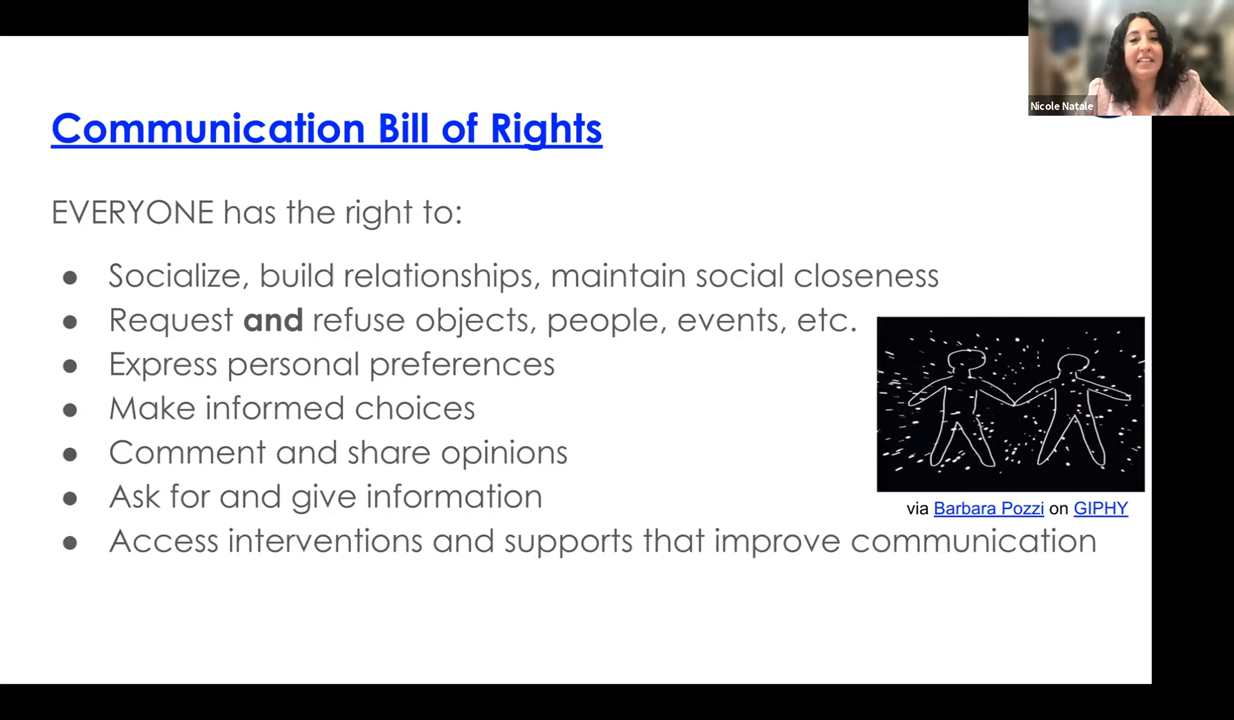 Nicole Natale
Communication Bill of Rights
EVERYONE has the right to:
● Socialize, build relationships, maintain social closeness
● Request and refuse objects, people, events, etc.
● Express personal preferences
● Make informed choices
● Comment and share opinions
● Ask for and give information
via Barbara Pozzi on GIPHY
● Access interventions and supports that improve communication